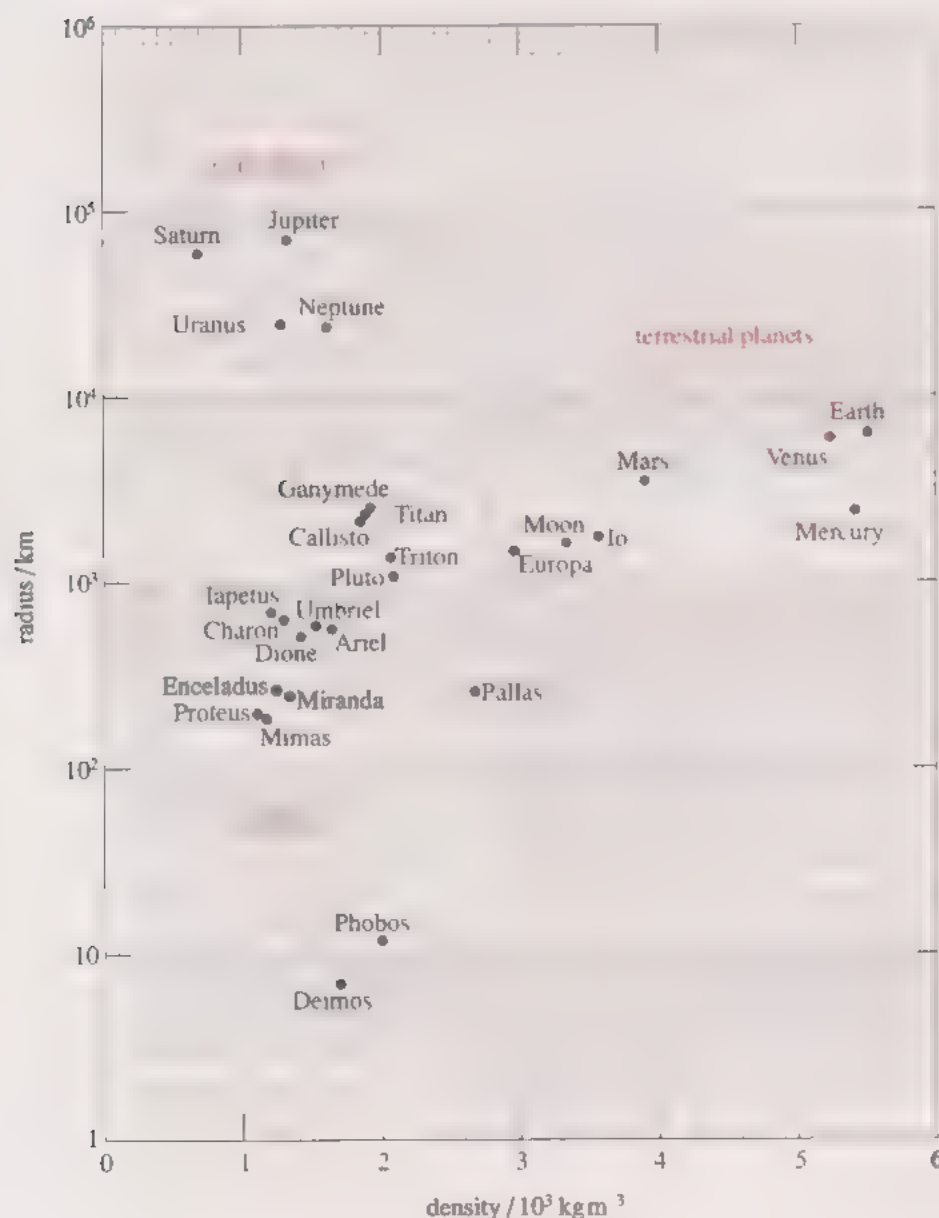 10⁶
10⁵
Jupiter
Saturn
Neptune
Uranus
terrestrial planets
10⁴
Earth
Venus
Mars
Ganymede
Titan
Mercury
Moon
Io
Callisto
Triton
Europa
Pluto
10³
Iapetus
Umbriel
Charon
Ariel
Dione
Enceladus
Pallas
Miranda
Proteus
Mimas
10²
Phobos
10
Deimos
1
0 1 2 3 4 5 6
radius / km
density / 10³ kg m ³